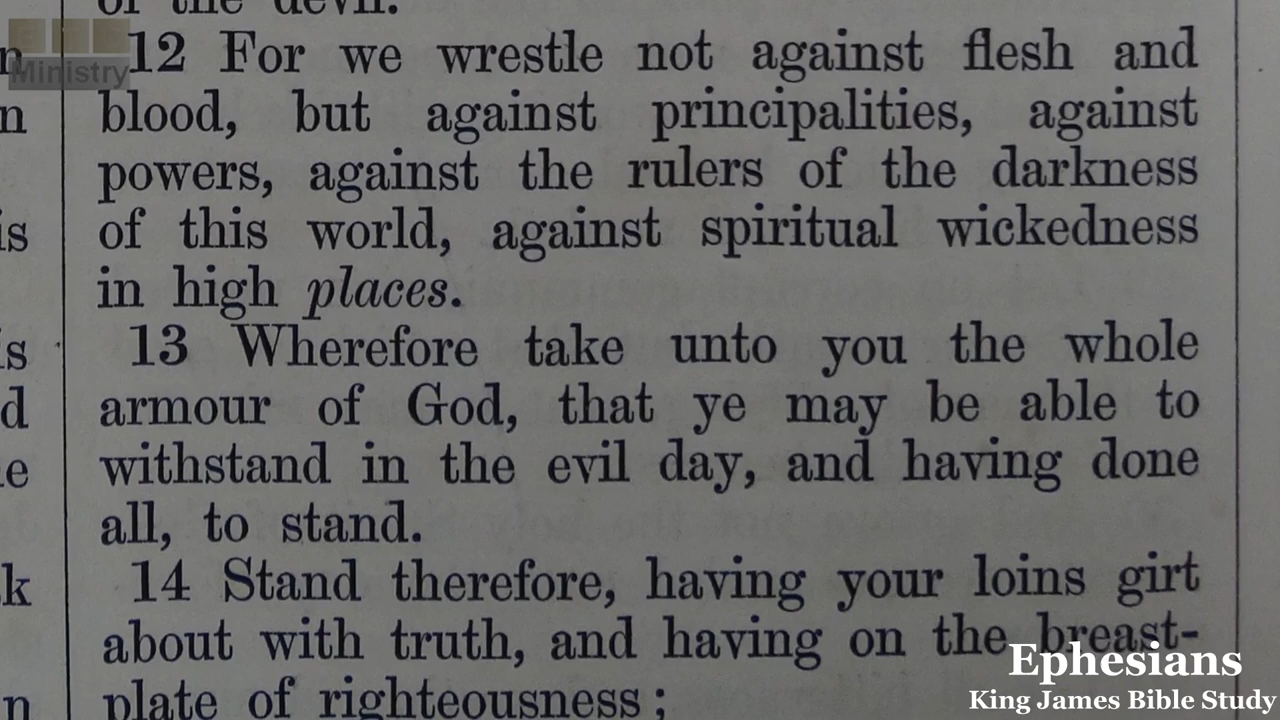 of the devil.
12 For we wrestle not against flesh and
blood, but against principalities, against
powers, against the rulers of the darkness
of this world, against spiritual wickedness
in high places.
13 Wherefore take unto you the whole
armour of God, that ye may be able to
withstand in the evil day, and having done
all, to stand.
14 Stand therefore, having your loins girt
about with truth, and having on the breast-
plate of righteousness;
Ministry
Ephesians
King James Bible Study